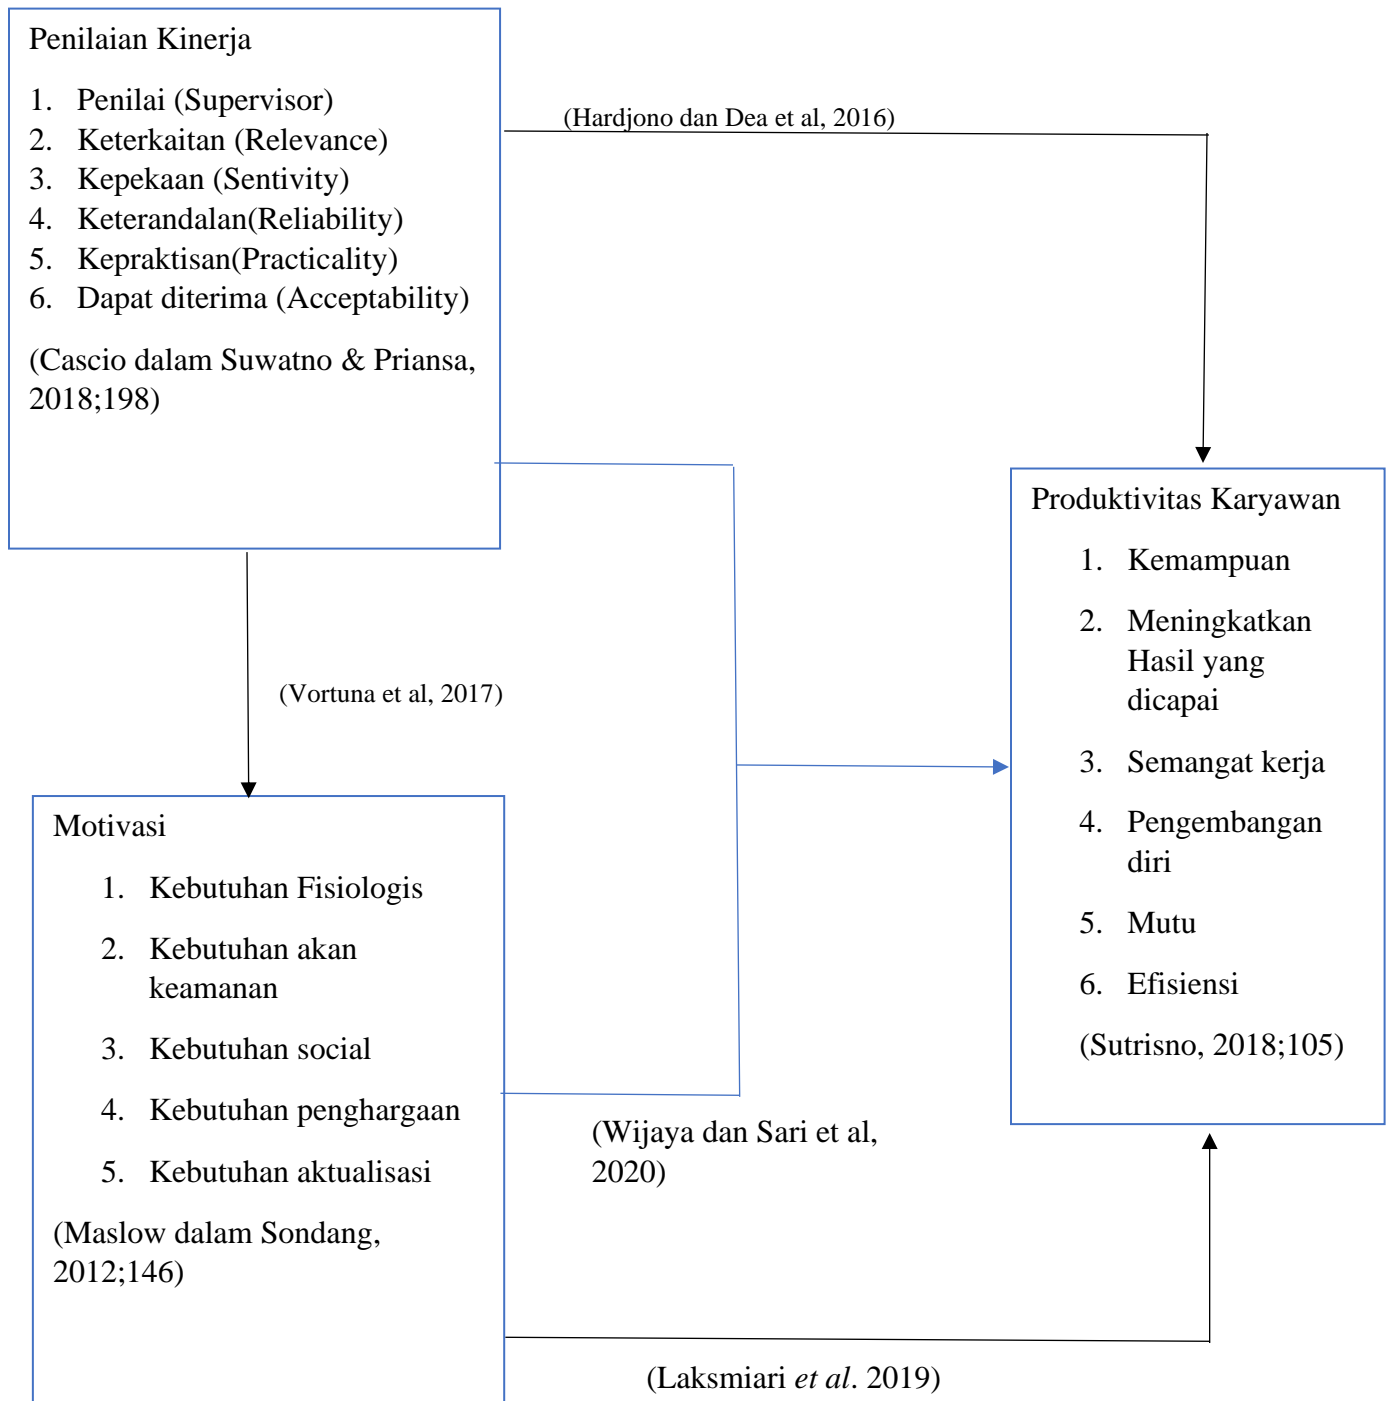 Penilaian Kinerja
1. Penilai (Supervisor)
2. Keterkaitan (Relevance)
3. Kepekaan (Sentivity)
4. Keterandalan(Reliability)
5. Kepraktisan(Practicality)
6. Dapat diterima (Acceptability)
(Cascio dalam Suwatno & Priansa,
2018;198)
(Hardjono dan Dea et al, 2016)
(Vortuna et al, 2017)
Motivasi
1. Kebutuhan Fisiologis
2. Kebutuhan akan
keamanan
3. Kebutuhan social
4. Kebutuhan penghargaan
5. Kebutuhan aktualisasi
(Maslow dalam Sondang,
2012;146)
(Wijaya dan Sari et al,
2020)
(Laksmiari et al. 2019)
Produktivitas Karyawan
1. Kemampuan
2. Meningkatkan
Hasil yang
dicapai
3. Semangat kerja
4. Pengembangan
diri
5. Mutu
6. Efisiensi
(Sutrisno, 2018;105)